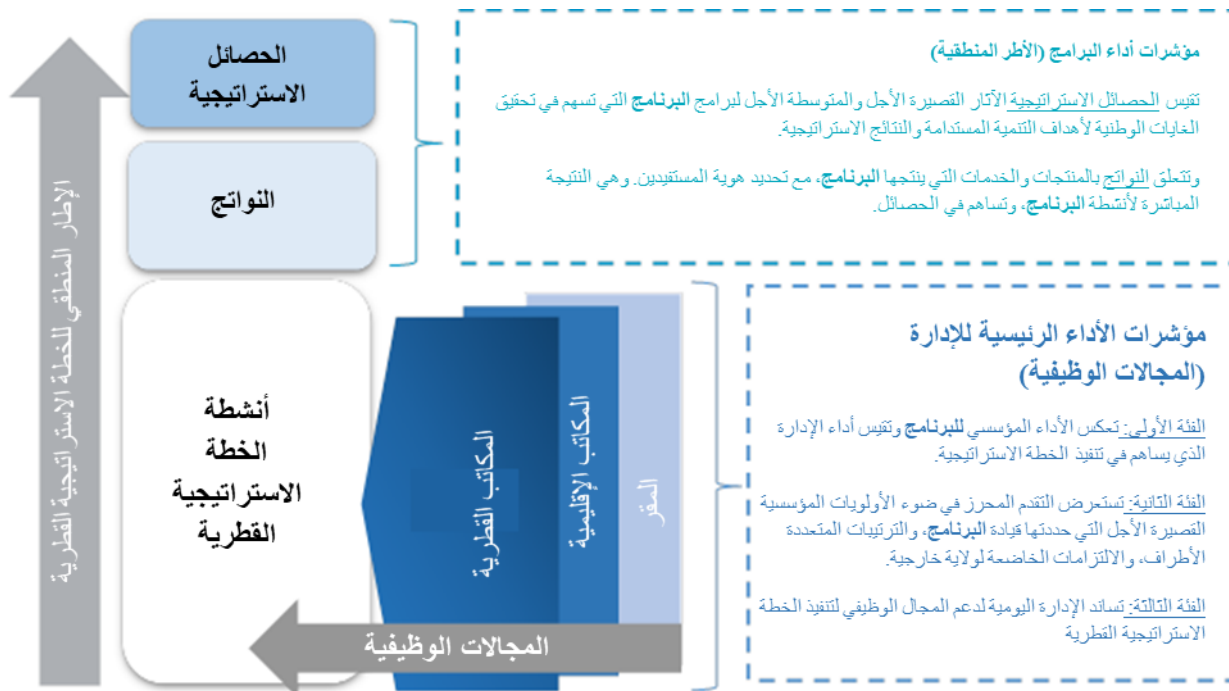 مؤشرات أداء البرامج (الأطر المنطقية)
تقيس الحصائل الاستراتيجية الآثار القصيرة الأجل والمتوسطة الأجل لبرامج البرنامج التي تسهم في تحقيق
الغايات الوطنية لأهداف التنمية المستدامة والنتائج الاستراتيجية.
وتتعلق النواتج بالمنتجات والخدمات التي ينتجها البرنامج، مع تحديد هوية المستفيدين. وهي النتيجة
المباشرة لأنشطة البرنامج، وتساهم في الحصائل.
الحصائل
الاستراتيجية
النواتج
الإطار المنطقي للخطة الاستراتيجية القطرية
مؤشرات الأداء الرئيسية للإدارة
(المجالات الوظيفية)
الفئة الأولى: تعكس الأداء المؤسسي للبرنامج وتقيس أداء الإدارة
الذي يساهم في تنفيذ الخطة الاستراتيجية.
الفئة الثانية: تستعرض التقدم المحرز في ضوء الأولويات المؤسسية
القصيرة الأجل التي حددتها قيادة البرنامج، والترتيبات المتعددة
الأطراف، والالتزامات الخاضعة لولاية خارجية.
الفئة الثالثة: تساند الإدارة اليومية لدعم المجال الوظيفي لتنفيذ الخطة
الاستراتيجية القطرية
المقر
المكاتب الإقليمية
المكاتب القطرية
أنشطة
الخطة
الاستراتيجية
القطرية
المجالات الوظيفية